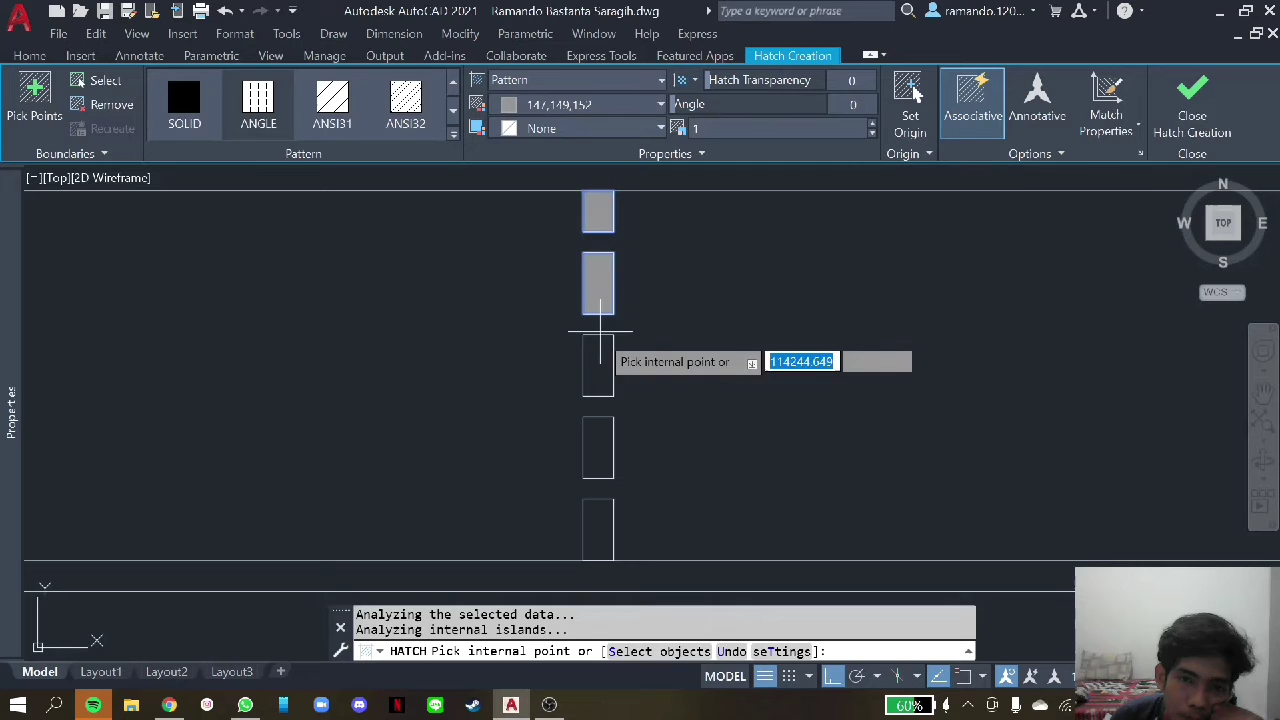 Autodesk AutoCAD 2021 Ramando Bastanta Saragih.dwg
Type a keyword or phrase
ramando.120...
File Edit View Insert Format Tools Draw Dimension Modify Parametric Window Help Express
Home Insert Annotate Parametric View Manage Output Add-ins Collaborate Express Tools Featured Apps Hatch Creation
Pick Points
Select
Remove
Recreate
Boundaries
SOLID
ANGLE
ANSI31
ANSI32
Pattern
Pattern
147,149,152
None
Hatch Transparency 0
Angle 0
1
Properties
Set Origin
Origin
Associative
Annotative
Match Properties
Options
Close Hatch Creation
Close
[−][Top][2D Wireframe]
N
W TOP E
S
WCS
Pick internal point or 114244.649
Properties
Analyzing the selected data...
Analyzing internal islands...
HATCH Pick internal point or [Select objects Undo seTtings]:
Model Layout1 Layout2 Layout3 +
MODEL
60%